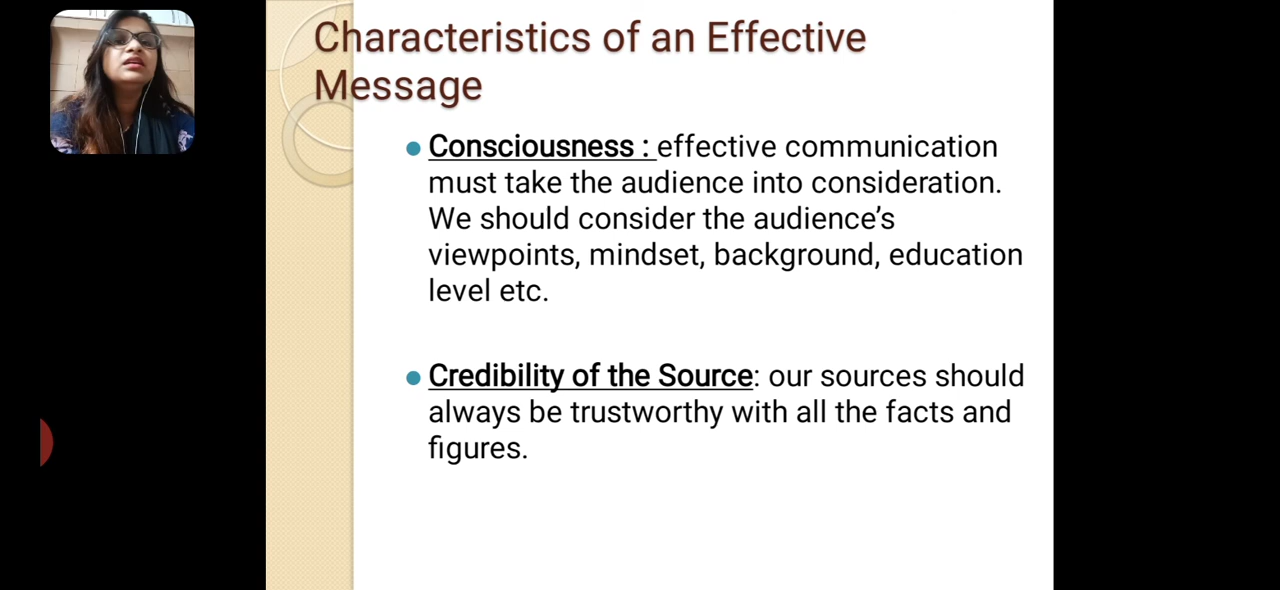 Characteristics of an Effective
Message
Consciousness : effective communication
must take the audience into consideration.
We should consider the audience’s
viewpoints, mindset, background, education
level etc.
Credibility of the Source: our sources should
always be trustworthy with all the facts and
figures.